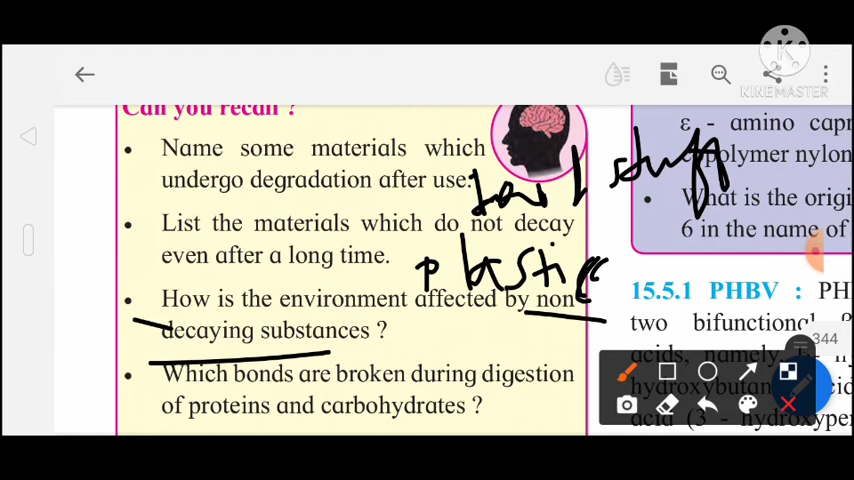 KINEMASTER
Can you recall ?
• Name some materials which undergo degradation after use.
stuff
• List the materials which do not decay even after a long time.
plastic
• How is the environment affected by non decaying substances ?
• Which bonds are broken during digestion of proteins and carbohydrates ?
ε - amino capr
polymer nylon
• What is the origi
6 in the name of
15.5.1 PHBV : PH
two bifunctional β
acids, namely,
hydroxybutan
acid (3 - hydroxyper
344